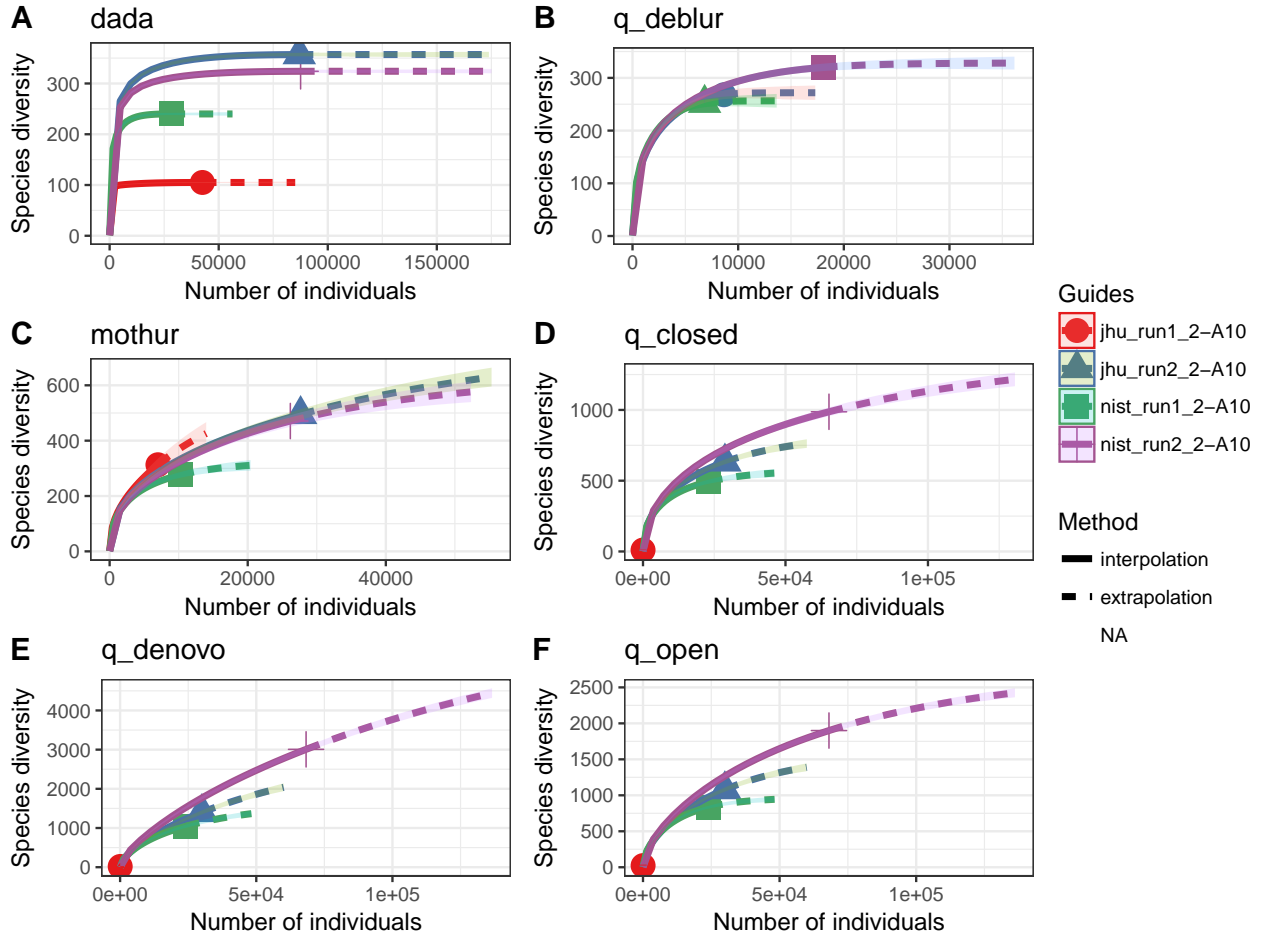 A dada
Species diversity
300
200
100
0
0 50000 100000 150000
Number of individuals
B q_deblur
Species diversity
300
200
100
0
0 10000 20000 30000
Number of individuals
C mothur
Species diversity
600
400
200
0
0 20000 40000
Number of individuals
D q_closed
Species diversity
1000
500
0
0e+00 5e+04 1e+05
Number of individuals
E q_denovo
Species diversity
4000
3000
2000
1000
0
0e+00 5e+04 1e+05
Number of individuals
F q_open
Species diversity
2500
2000
1500
1000
500
0
0e+00 5e+04 1e+05
Number of individuals
Guides
jhu_run1_2−A10
jhu_run2_2−A10
nist_run1_2−A10
nist_run2_2−A10
Method
interpolation
extrapolation
NA